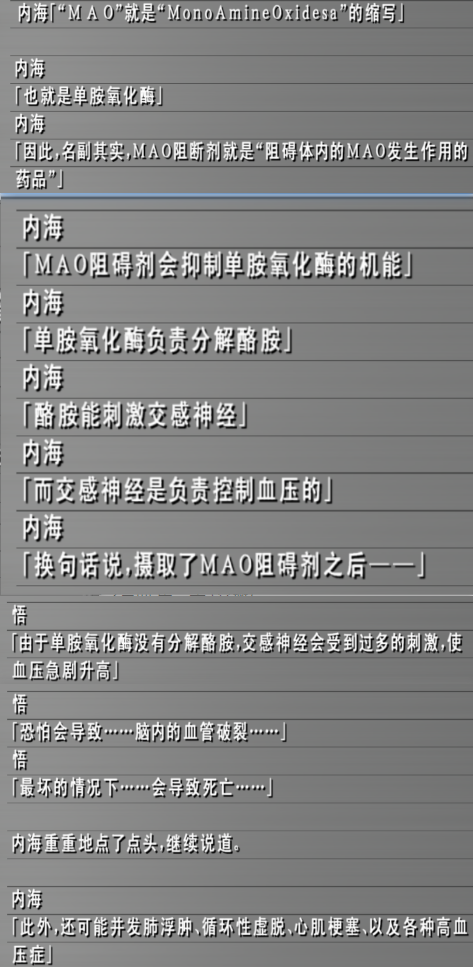 内海「“ＭＡＯ”就是“MonoAmineOxidesa”的缩写」
内海
「也就是单胺氧化酶」
内海
「因此,名副其实,MAO阻断剂就是“阻碍体内的MAO发生作用的
药品”」
内海
「MAO阻碍剂会抑制单胺氧化酶的机能」
内海
「单胺氧化酶负责分解酪胺」
内海
「酪胺能刺激交感神经」
内海
「而交感神经是负责控制血压的」
内海
「换句话说,摄取了MAO阻碍剂之后——」
悟
「由于单胺氧化酶没有分解酪胺,交感神经会受到过多的刺激,使
血压急剧升高」
悟
「恐怕会导致……脑内的血管破裂……」
悟
「最坏的情况下……会导致死亡……」
内海重重地点了点头,继续说道。
内海
「此外,还可能并发肺浮肿、循环性虚脱、心肌梗塞、以及各种高血
压症」